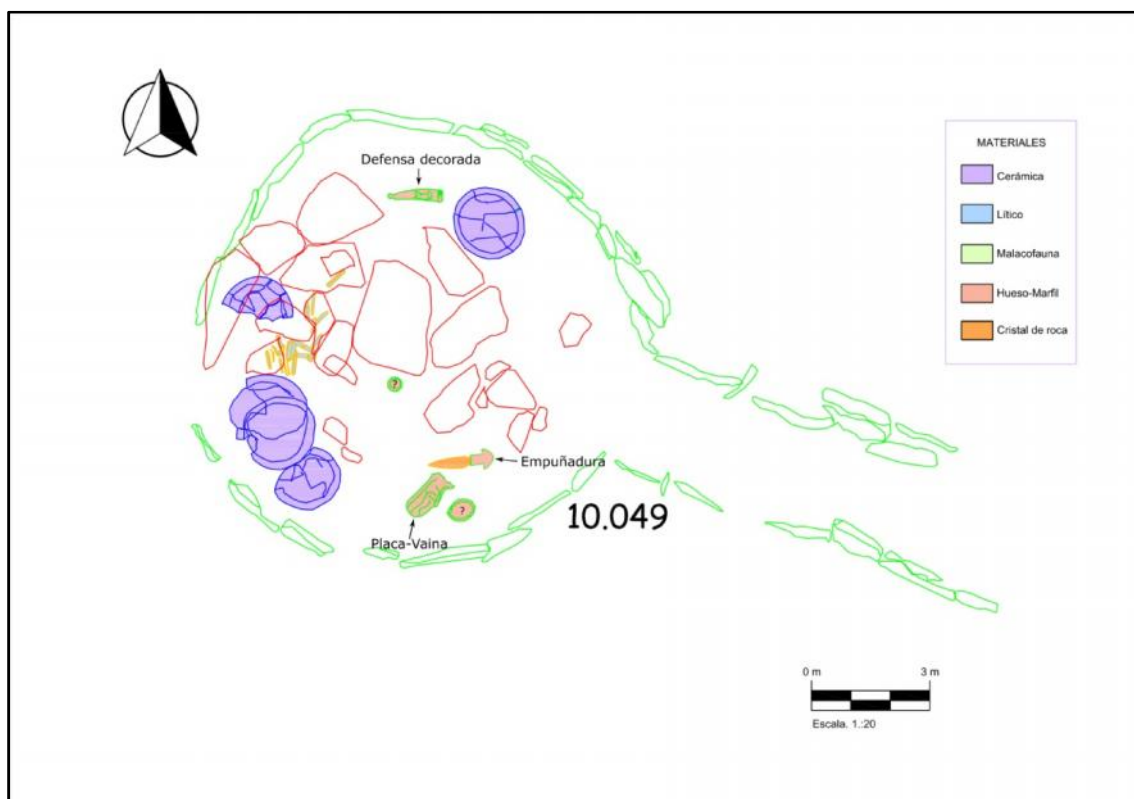 Defensa decorada
MATERIALES
Cerámica
Lítico
Malacofauna
Hueso-Marfil
Cristal de roca
?
Empuñadura
?
10.049
Placa-Vaina
0 m 3 m
Escala. 1.:20